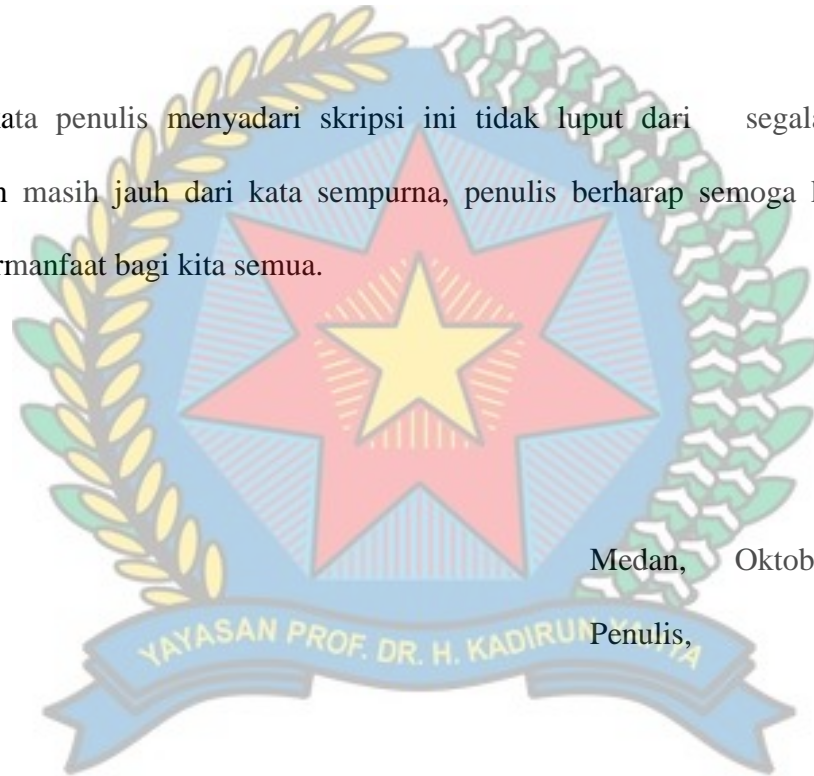 ata penulis menyadari skripsi ini tidak luput dari segala
masih jauh dari kata sempurna, penulis berharap semoga
rmanfaat bagi kita semua.
Medan, Oktob
Penulis,
YAYASAN PROF. DR. H. KADIRUN YAHYA